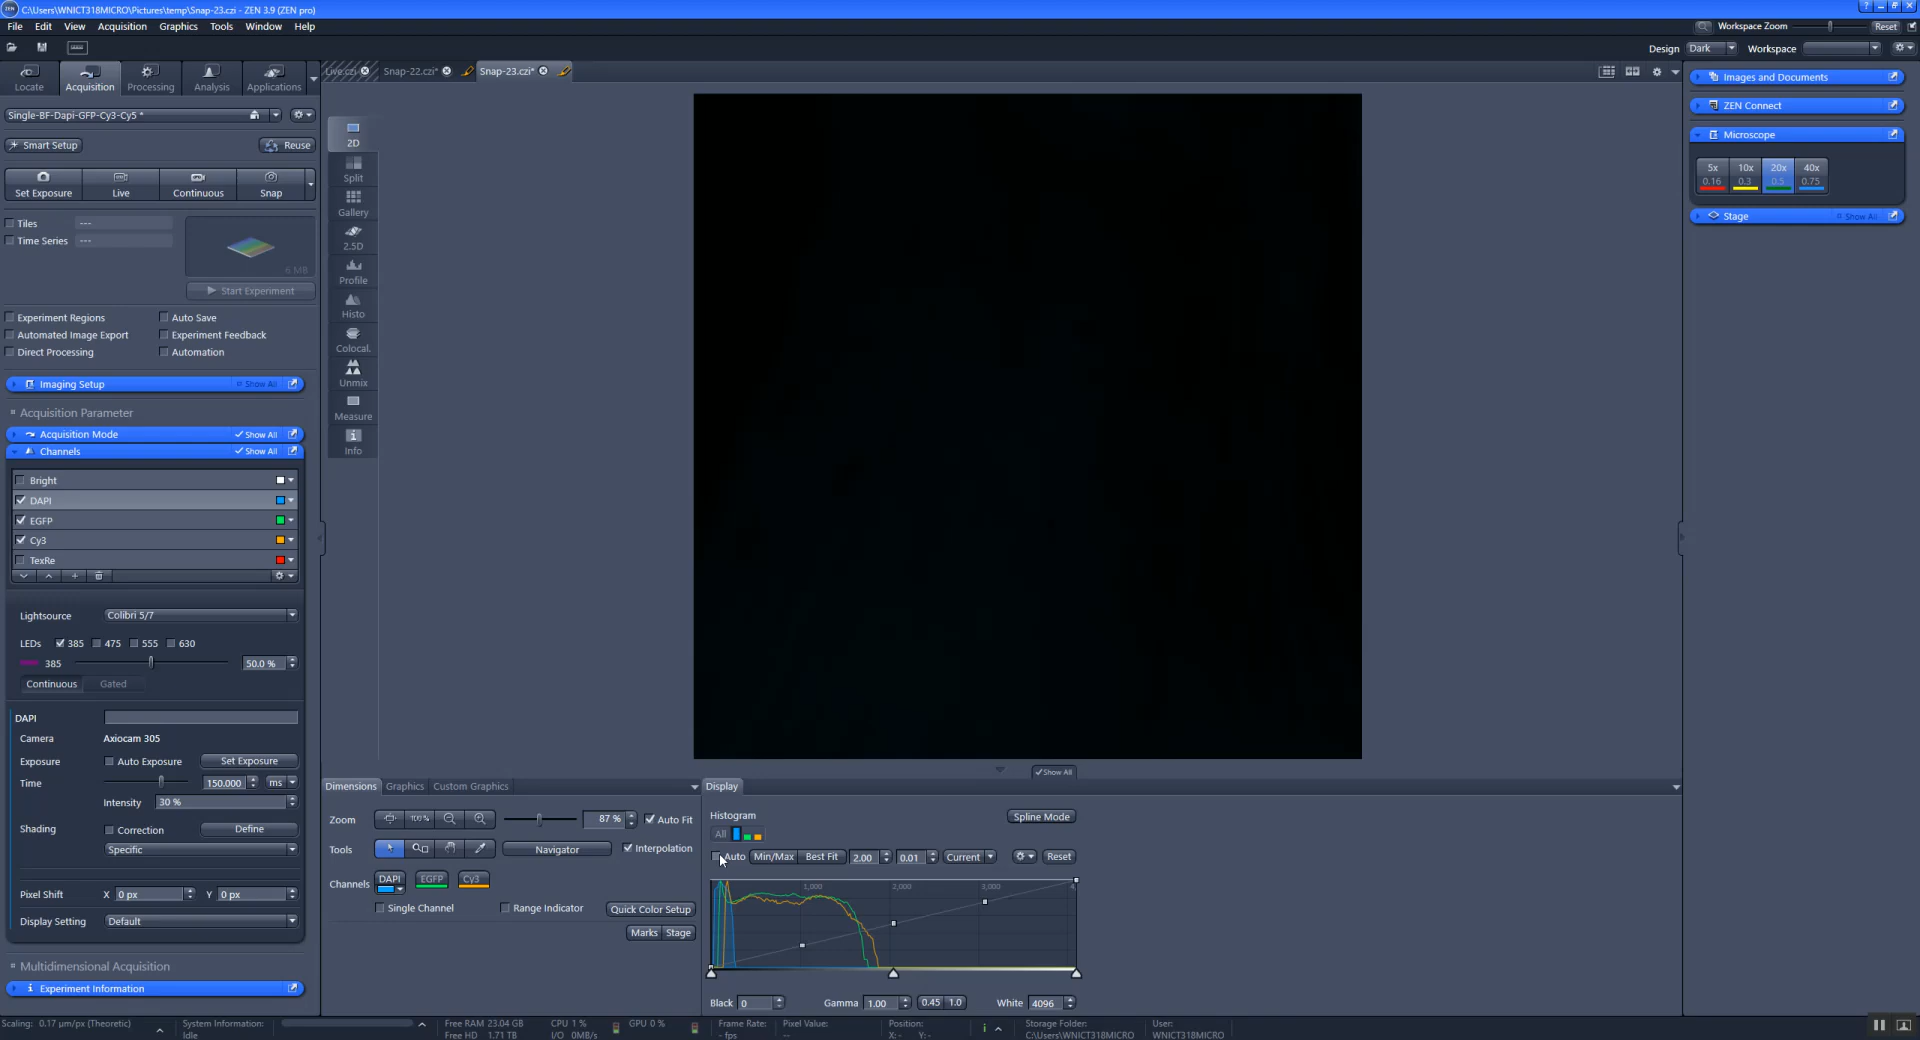 C:\Users\WNICT318MICRO\Pictures\temp\Snap-23.czi - ZEN 3.9 (ZEN pro)
File Edit View Acquisition Graphics Tools Window Help
Workspace Zoom Reset
Design Dark Workspace
Locate Acquisition Processing Analysis Applications
Live.czi Snap-22.czi* Snap-23.czi*
Single-BF-Dapi-GFP-Cy3-Cy5 *
Smart Setup Reuse
Set Exposure Live Continuous Snap
Tiles ---
Time Series ---
6 MB
Start Experiment
Experiment Regions Auto Save
Automated Image Export Experiment Feedback
Direct Processing Automation
Imaging Setup Show All
Acquisition Parameter
Acquisition Mode Show All
Channels Show All
Bright
DAPI
EGFP
Cy3
TexRe
Lightsource Colibri 5/7
LEDs 385 475 555 630
385 50.0 %
Continuous Gated
DAPI
Camera Axiocam 305
Exposure Auto Exposure Set Exposure
Time 150.000 ms
Intensity 30 %
Shading Correction Define
Specific
Pixel Shift X 0 px Y 0 px
Display Setting Default
Multidimensional Acquisition
Experiment Information
2D
Split
Gallery
2.5D
Profile
Histo
Colocal.
Unmix
Measure
Info
Show All
Dimensions Graphics Custom Graphics
Zoom 100% 87 % Auto Fit
Tools Navigator Interpolation
Channels DAPI EGFP Cy3
Single Channel Range Indicator Quick Color Setup
Marks Stage
Display
Histogram Spline Mode
All
Auto Min/Max Best Fit 2.00 0.01 Current Reset
1,000 2,000 3,000
Black 0 Gamma 1.00 0.45 1.0 White 4096
Images and Documents
ZEN Connect
Microscope
5x 10x 20x 40x
0.16 0.3 0.5 0.75
Stage Show All
Scaling: 0.17 µm/px (Theoretic) System Information: Free RAM 23.04 GB CPU 1 % GPU 0 % Frame Rate: Pixel Value: Position: Storage Folder: User:
Idle Free HD 1.71 TB I/O 0MB/s - fps -- X:- Y:- C:\Users\WNICT318MICRO WNICT318MICRO